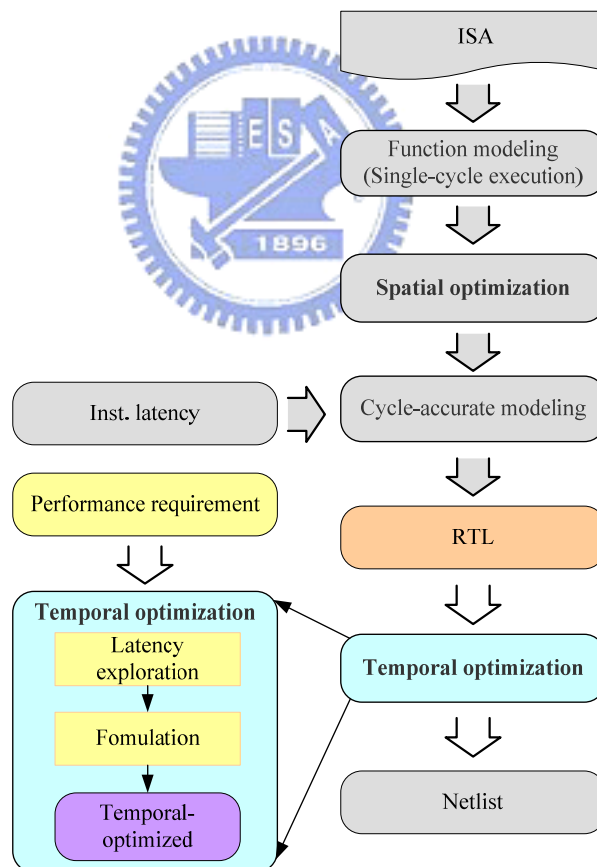 ISA
E S A
1896
Function modeling
(Single-cycle execution)
Spatial optimization
Inst. latency
Cycle-accurate modeling
Performance requirement
RTL
Temporal optimization
Latency
exploration
Fomulation
Temporal-
optimized
Temporal optimization
Netlist